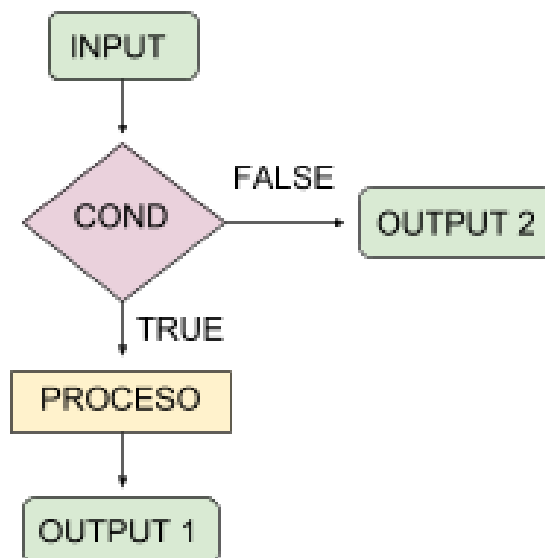 INPUT
COND
FALSE
OUTPUT 2
TRUE
PROCESO
OUTPUT 1